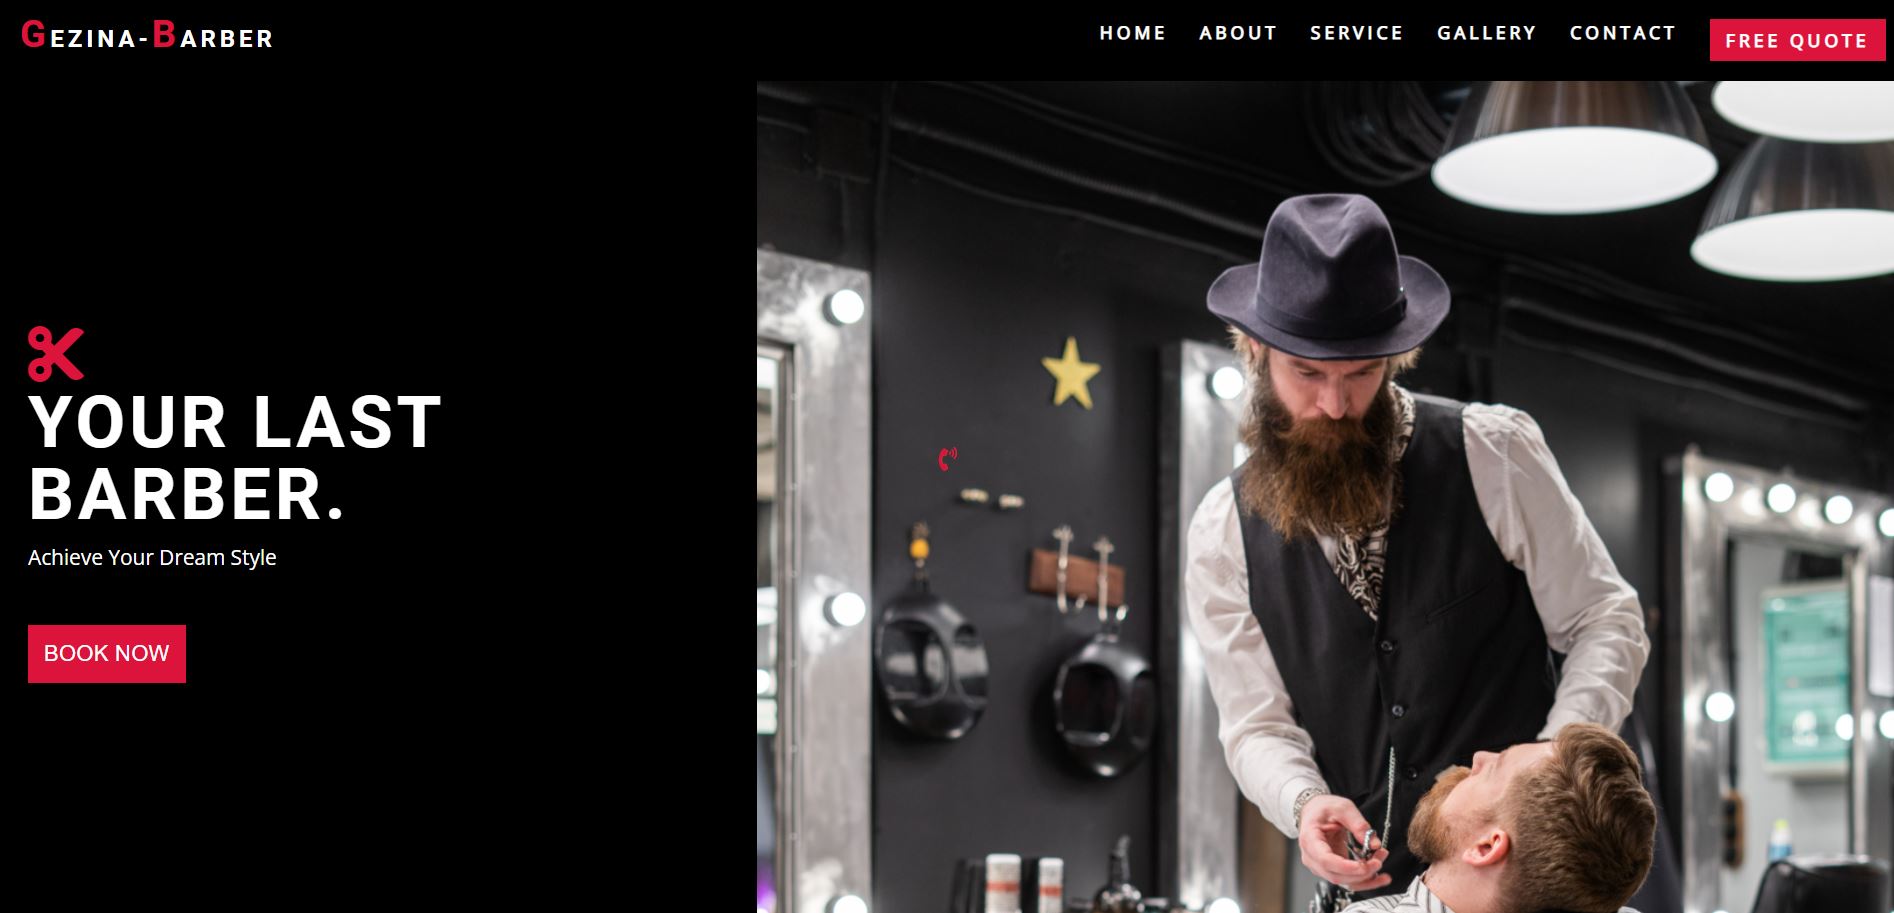 GEZINA-BARBER
HOME ABOUT SERVICE GALLERY CONTACT FREE QUOTE
YOUR LAST
BARBER.
Achieve Your Dream Style
BOOK NOW